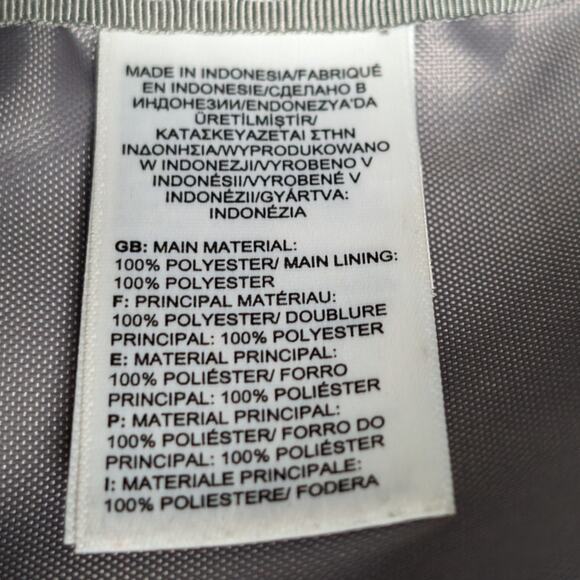 MADE IN INDONESIA/FABRIQUÉ
EN INDONESIE/СДЕЛАНО В
ИНДОНЕЗИИ/ENDONEZYA'DA
ÜRETİLMİŞTİR/
ΚΑΤΑΣΚΕΥΑΖΕΤΑΙ ΣΤΗΝ
ΙΝΔΟΝΗΣΙΑ/WYPRODUKOWANO
W INDONEZJI/VYROBENO V
INDONÉSII/VYROBENÉ V
INDONÉZII/GYÁRTVA:
INDONÉZIA
GB: MAIN MATERIAL:
100% POLYESTER/ MAIN LINING:
100% POLYESTER
F: PRINCIPAL MATÉRIAU:
100% POLYESTER/ DOUBLURE
PRINCIPAL: 100% POLYESTER
E: MATERIAL PRINCIPAL:
100% POLIÉSTER/ FORRO
PRINCIPAL: 100% POLIÉSTER
P: MATERIAL PRINCIPAL:
100% POLIÉSTER/ FORRO DO
PRINCIPAL: 100% POLIÉSTER
I: MATERIALE PRINCIPALE:
100% POLIESTERE/ FODERA